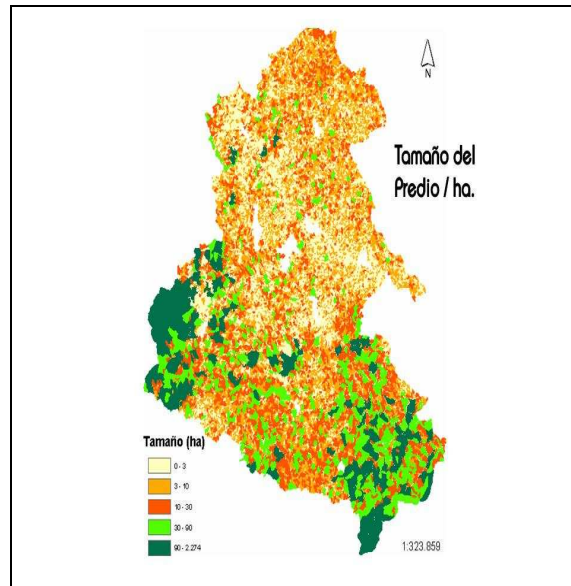 N
Tamaño del
Predio / ha.
Tamaño (ha)
0 - 3
3 - 10
10 - 30
30 - 90
90 - 2.274
1:323.859